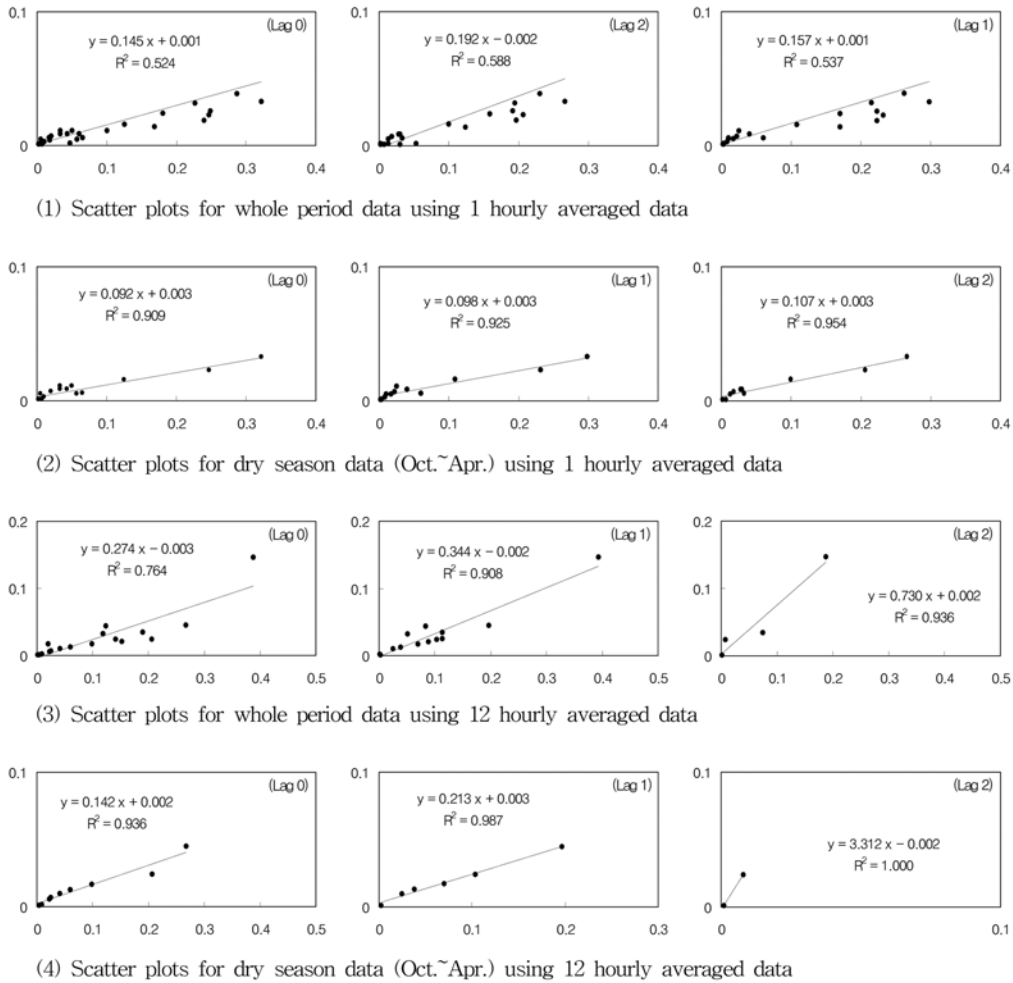 0.1 (Lag 0) 0.1 (Lag 2) 0.1 (Lag 1)
y = 0.145 x + 0.001 y = 0.192 x − 0.002 y = 0.157 x + 0.001
R² = 0.524 R² = 0.588 R² = 0.537
0 0 0
0 0.1 0.2 0.3 0.4 0 0.1 0.2 0.3 0.4 0 0.1 0.2 0.3 0.4
(1) Scatter plots for whole period data using 1 hourly averaged data
0.1 (Lag 0) 0.1 (Lag 1) 0.1 (Lag 2)
y = 0.092 x + 0.003 y = 0.098 x + 0.003 y = 0.107 x + 0.003
R² = 0.909 R² = 0.925 R² = 0.954
0 0 0
0 0.1 0.2 0.3 0.4 0 0.1 0.2 0.3 0.4 0 0.1 0.2 0.3 0.4
(2) Scatter plots for dry season data (Oct.~Apr.) using 1 hourly averaged data
0.2 (Lag 0) 0.2 (Lag 1) 0.2 (Lag 2)
y = 0.274 x − 0.003 y = 0.344 x − 0.002
R² = 0.764 R² = 0.908
0.1 0.1 0.1 y = 0.730 x + 0.002
R² = 0.936
0 0 0
0 0.1 0.2 0.3 0.4 0.5 0 0.1 0.2 0.3 0.4 0.5 0 0.1 0.2 0.3 0.4 0.5
(3) Scatter plots for whole period data using 12 hourly averaged data
0.1 (Lag 0) 0.1 (Lag 1) 0.1 (Lag 2)
y = 0.142 x + 0.002 y = 0.213 x + 0.003
R² = 0.936 R² = 0.987
y = 3.312 x − 0.002
R² = 1.000
0 0 0
0 0.1 0.2 0.3 0.4 0.5 0 0.1 0.2 0.3 0 0.1
(4) Scatter plots for dry season data (Oct.~Apr.) using 12 hourly averaged data